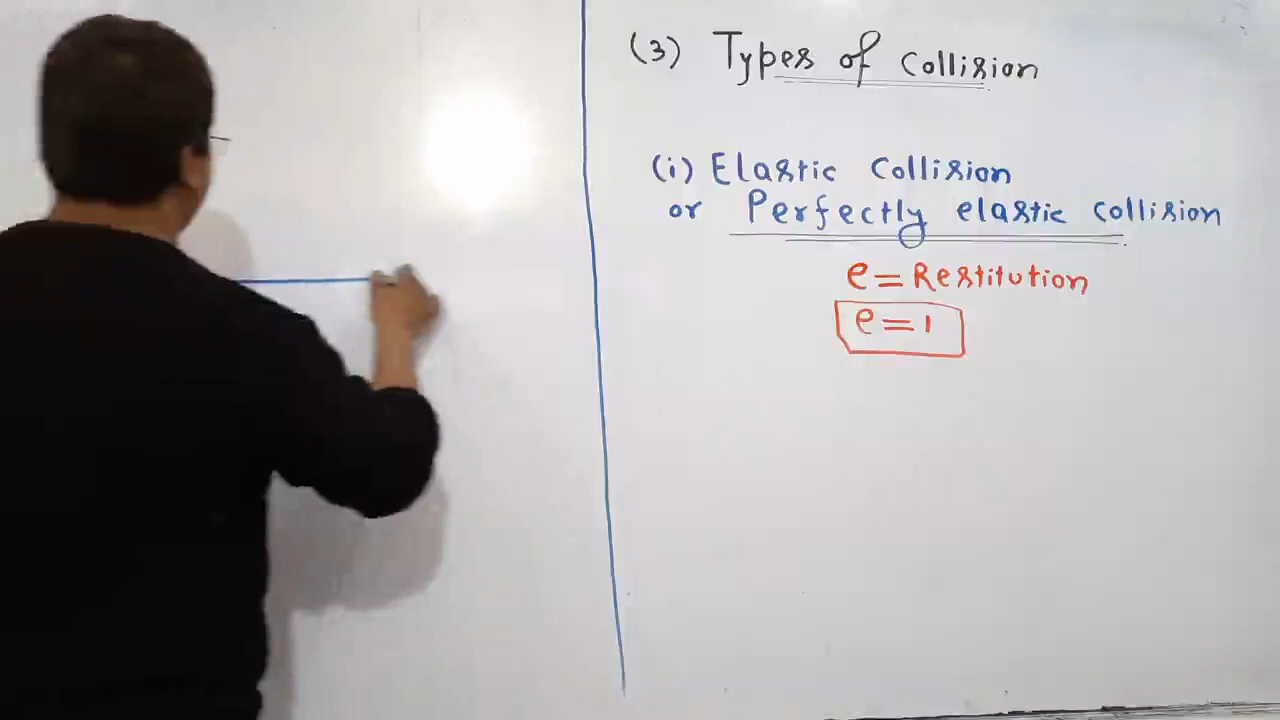 (3) Types of Collision
(i) Elastic Collision
or Perfectly elastic collision
e = Restitution
e = 1